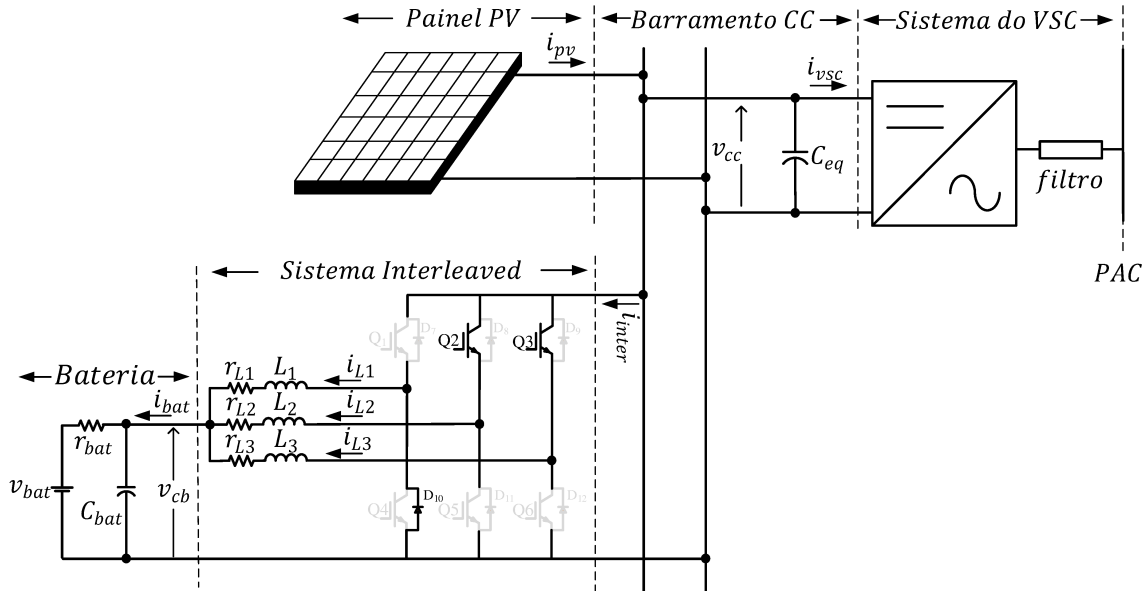 Painel PV
Barramento CC
Sistema do VSC
i_pv
i_vsc
v_cc
C_eq
filtro
PAC
Sistema Interleaved
i_inter
Q1
D7
Q2
D8
Q3
D9
Bateria
i_bat
r_L1
L_1
i_L1
r_L2
L_2
i_L2
r_L3
L_3
i_L3
r_bat
v_bat
C_bat
v_cb
Q4
D10
Q5
D11
Q6
D12